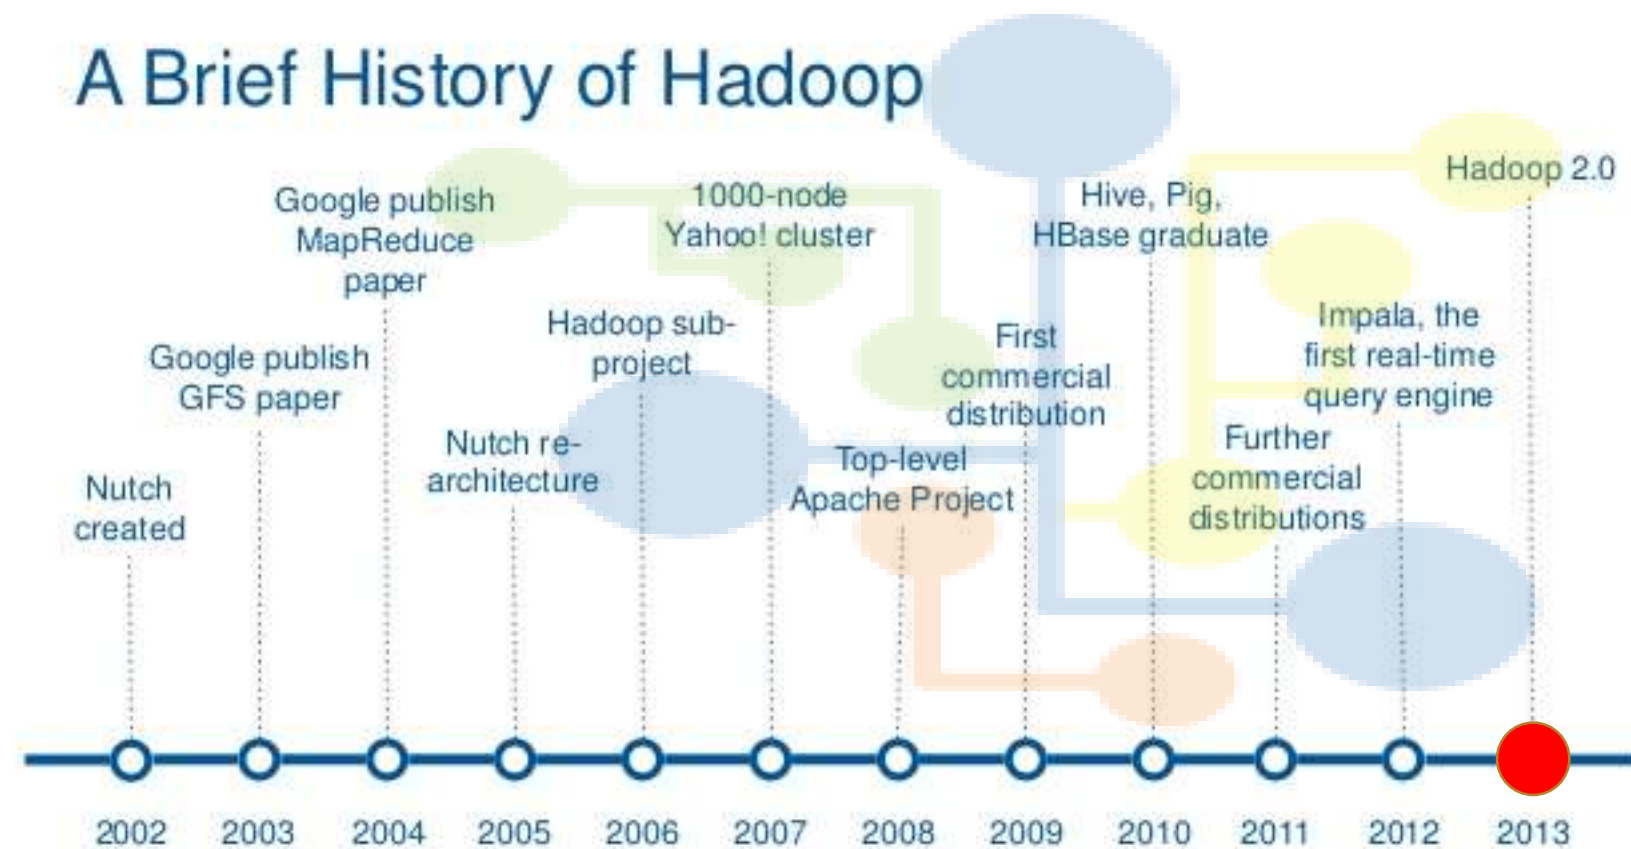 A Brief History of Hadoop
Nutch
created
Google publish
GFS paper
Google publish
MapReduce
paper
Nutch re-
architecture
Hadoop sub-
project
1000-node
Yahoo! cluster
Top-level
Apache Project
First
commercial
distribution
Hive, Pig,
HBase graduate
Further
commercial
distributions
Impala, the
first real-time
query engine
Hadoop 2.0
2002 2003 2004 2005 2006 2007 2008 2009 2010 2011 2012 2013